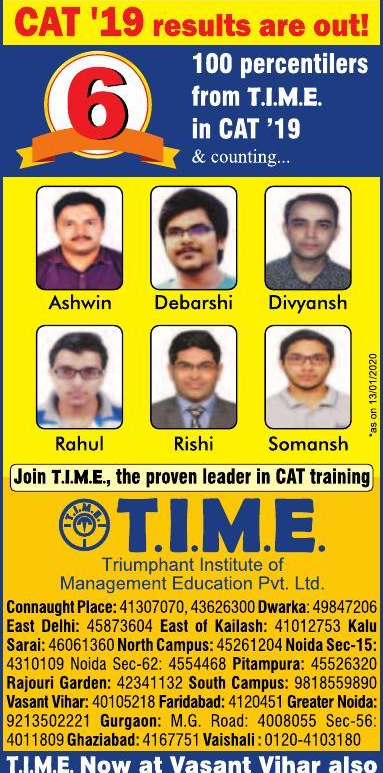 CAT '19 results are out!
6
100 percentilers
from T.I.M.E.
in CAT '19
& counting...
Ashwin Debarshi Divyansh
Rahul Rishi Somansh
*as on 13/01/2020
Join T.I.M.E., the proven leader in CAT training
T.I.M.E.
T.I.M.E.
Triumphant Institute of
Management Education Pvt. Ltd.
Connaught Place: 41307070, 43626300 Dwarka: 49847206
East Delhi: 45873604 East of Kailash: 41012753 Kalu
Sarai: 46061360 North Campus: 45261204 Noida Sec-15:
4310109 Noida Sec-62: 4554468 Pitampura: 45526320
Rajouri Garden: 42341132 South Campus: 9818559890
Vasant Vihar: 40105218 Faridabad: 4120451 Greater Noida:
9213502221 Gurgaon: M.G. Road: 4008055 Sec-56:
4011809 Ghaziabad: 4167751 Vaishali : 0120-4103180
T.I.M.E. Now at Vasant Vihar also